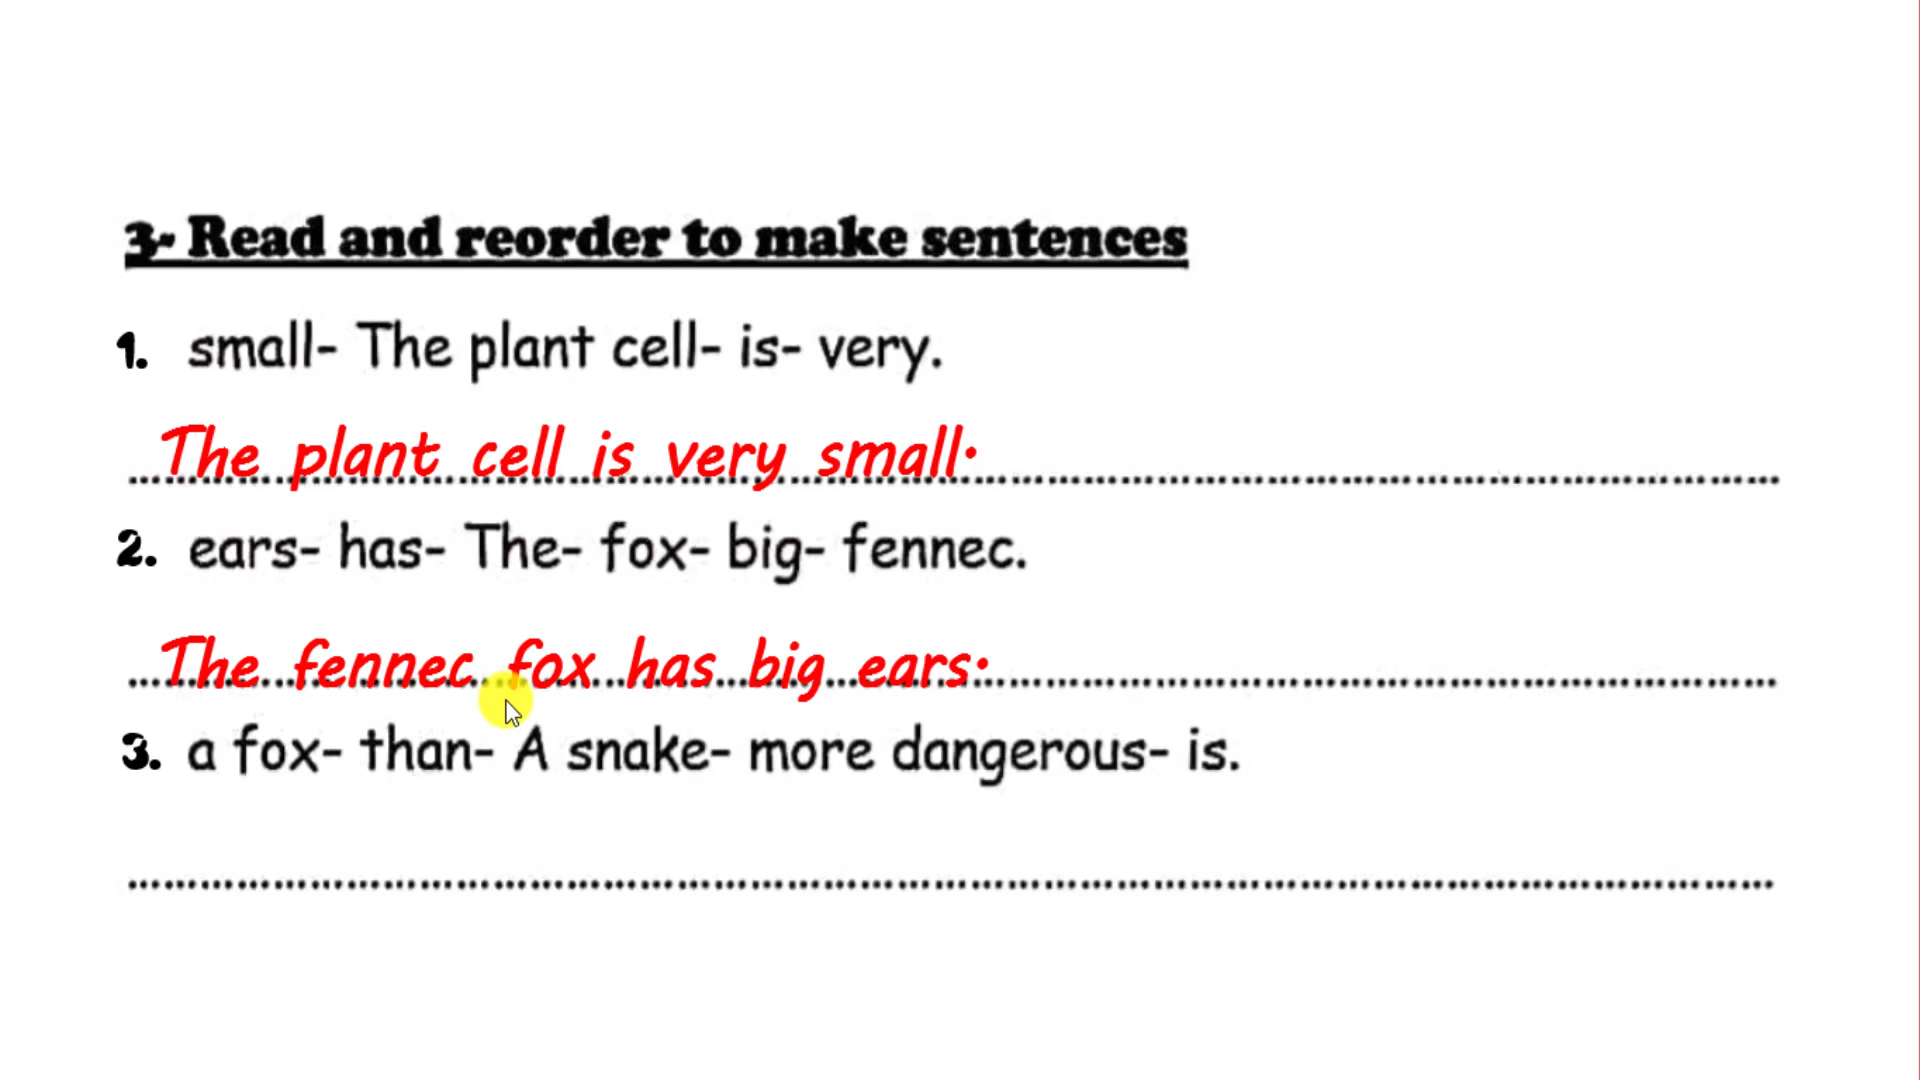 3- Read and reorder to make sentences
1. small- The plant cell- is- very.
The plant cell is very small.
2. ears- has- The- fox- big- fennec.
The fennec fox has big ears.
3. a fox- than- A snake- more dangerous- is.